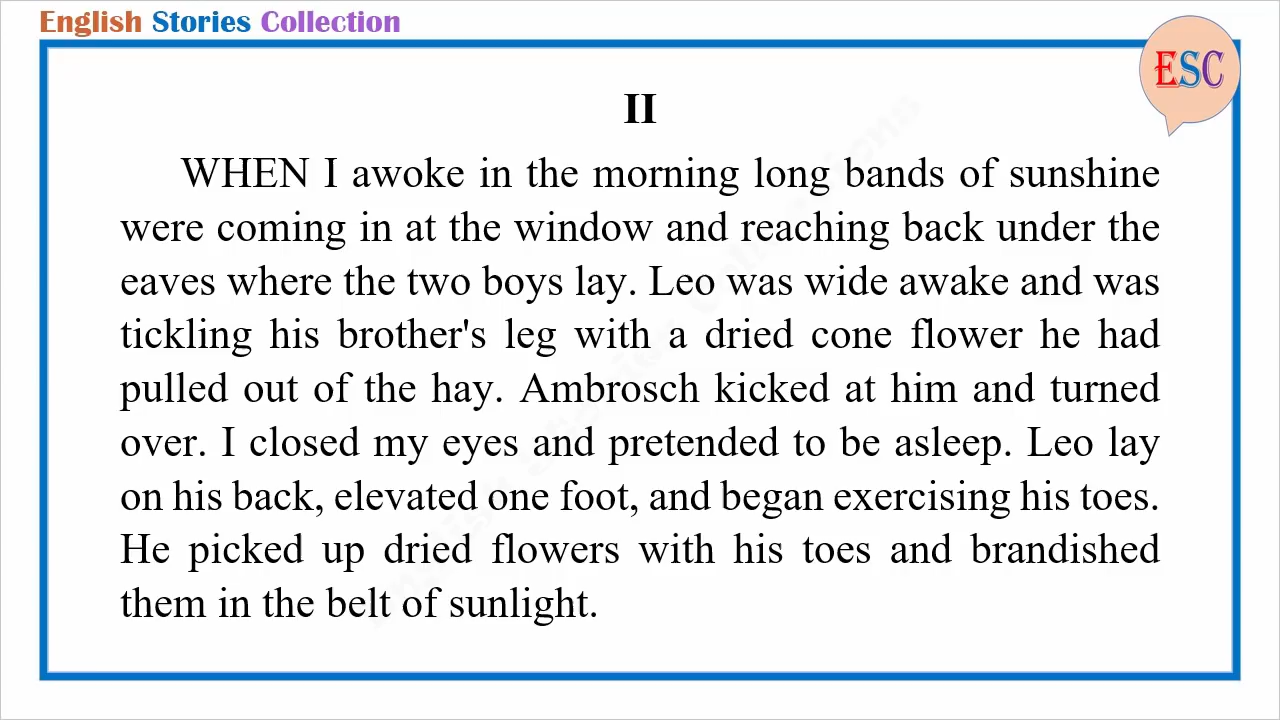 English Stories Collection
ESC
II
WHEN I awoke in the morning long bands of sunshine
were coming in at the window and reaching back under the
eaves where the two boys lay. Leo was wide awake and was
tickling his brother's leg with a dried cone flower he had
pulled out of the hay. Ambrosch kicked at him and turned
over. I closed my eyes and pretended to be asleep. Leo lay
on his back, elevated one foot, and began exercising his toes.
He picked up dried flowers with his toes and brandished
them in the belt of sunlight.